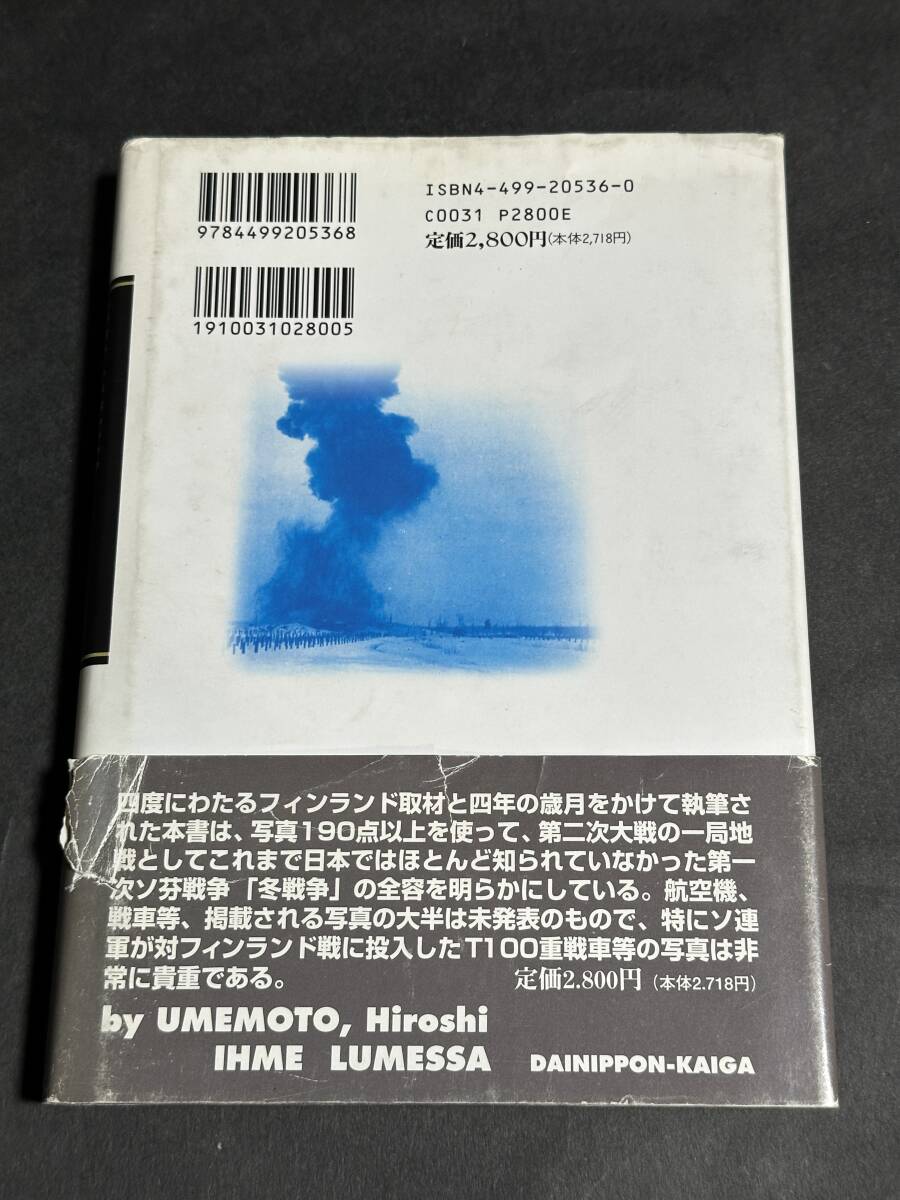 9784499205368
ISBN4-499-20536-0
C0031 P2800E
定価2,800円(本体2,718円)
1910031028005
四度にわたるフィンランド取材と四年の歳月をかけて執筆さ
れた本書は、写真190点以上を使って、第二次大戦の一局地
戦としてこれまで日本ではほとんど知られていなかった第一
次ソ芬戦争「冬戦争」の全容を明らかにしている。航空機、
戦車等、掲載される写真の大半は未発表のもので、特にソ連
軍が対フィンランド戦に投入したT100重戦車等の写真は非
常に貴重である。 定価2.800円(本体2.718円)
by UMEMOTO, Hiroshi
IHME LUMESSA DAINIPPON-KAIGA